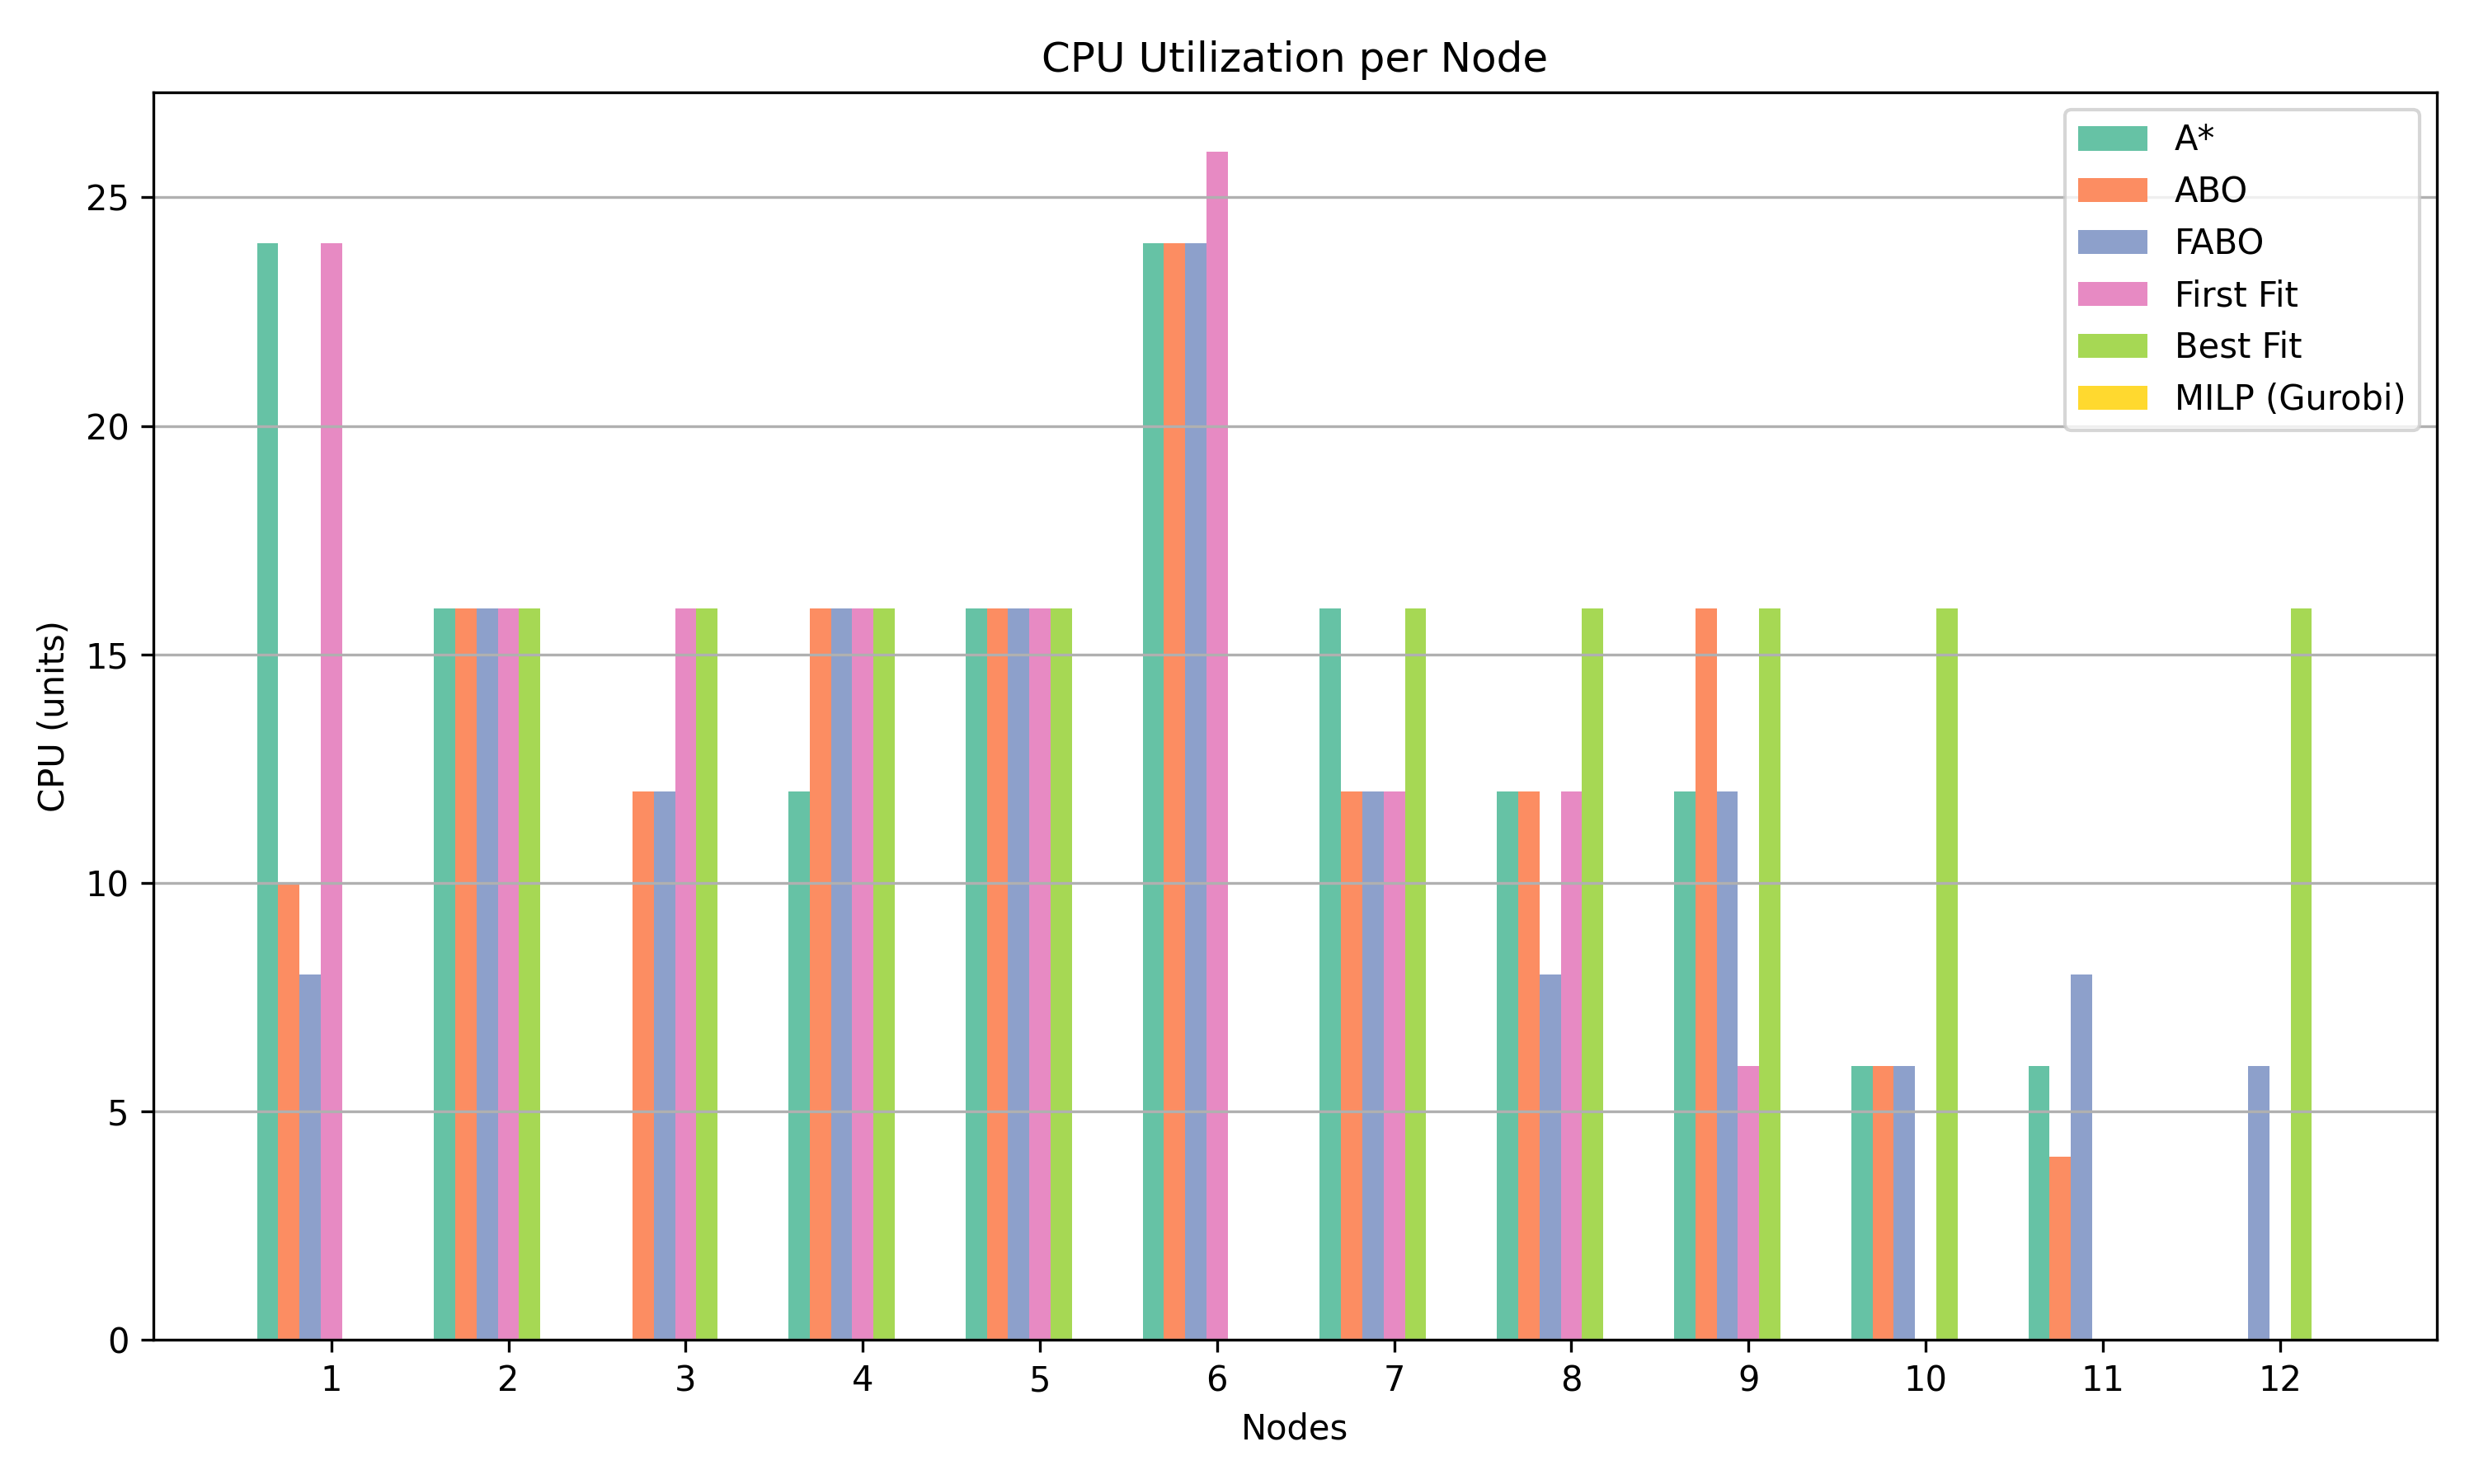 CPU Utilization per Node
A*
ABO
FABO
First Fit
Best Fit
MILP (Gurobi)
CPU (units)
25
20
15
10
5
0
1 2 3 4 5 6 7 8 9 10 11 12
Nodes